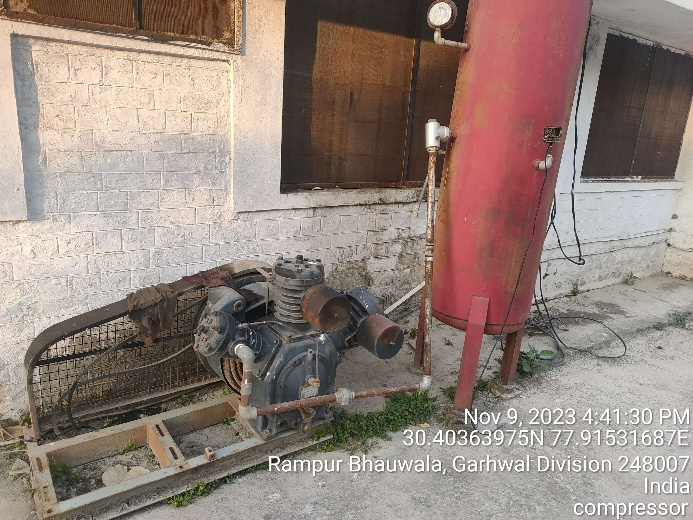 Nov 9, 2023 4:41:30 PM
30.40363975N 77.91531687E
Rampur Bhauwala, Garhwal Division 248007
India
compressor